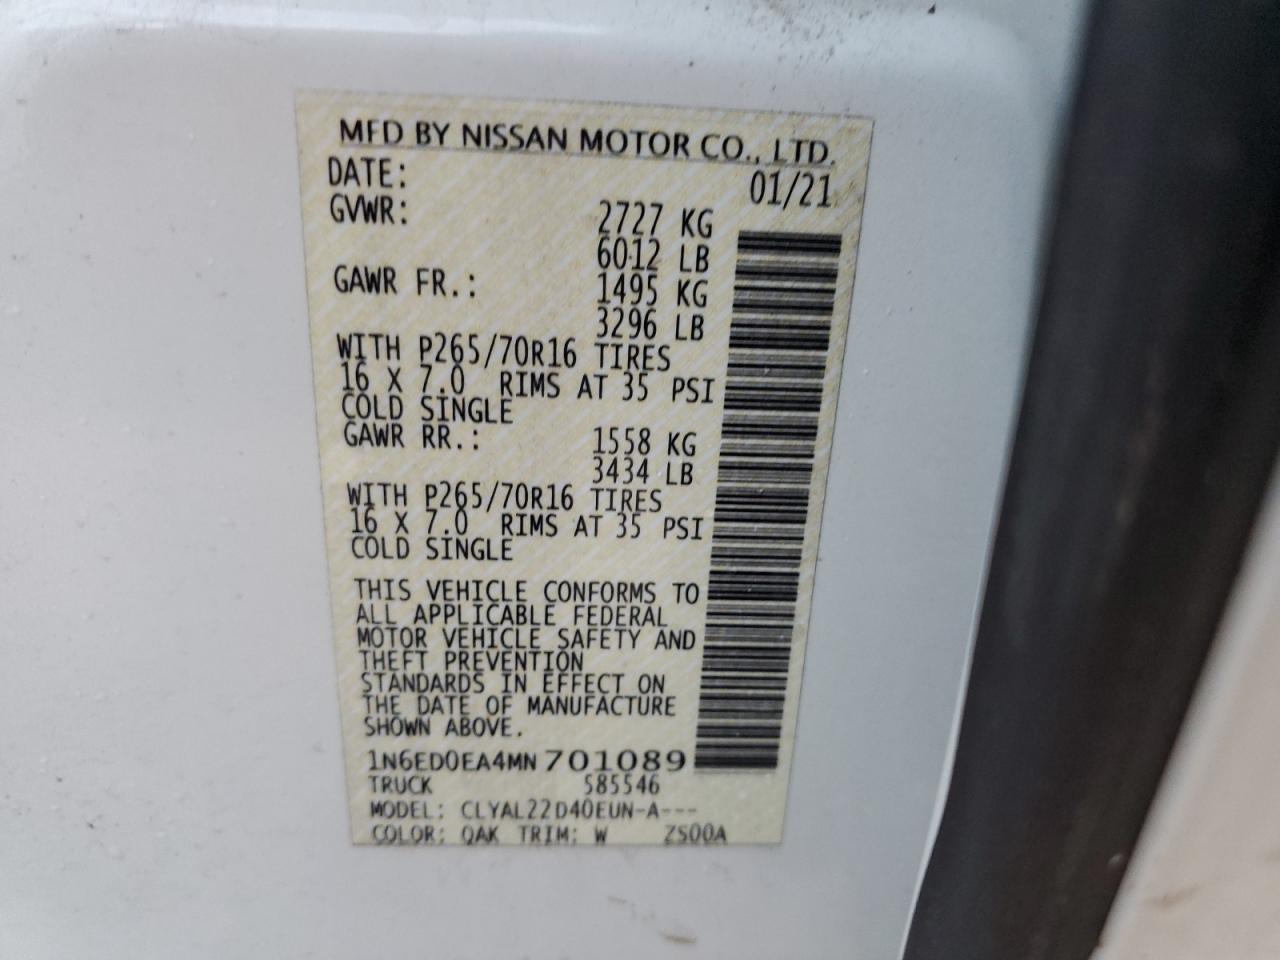 MFD BY NISSAN MOTOR CO., LTD.
DATE: 01/21
GVWR: 2727 KG
6012 LB
GAWR FR.: 1495 KG
3296 LB
WITH P265/70R16 TIRES
16 X 7.0 RIMS AT 35 PSI
COLD SINGLE
GAWR RR.: 1558 KG
3434 LB
WITH P265/70R16 TIRES
16 X 7.0 RIMS AT 35 PSI
COLD SINGLE
THIS VEHICLE CONFORMS TO
ALL APPLICABLE FEDERAL
MOTOR VEHICLE SAFETY AND
THEFT PREVENTION
STANDARDS IN EFFECT ON
THE DATE OF MANUFACTURE
SHOWN ABOVE.
1N6ED0EA4MN701089
TRUCK 585546
MODEL: CLYAL22D40EUN-A---
COLOR: QAK TRIM: W ZS00A